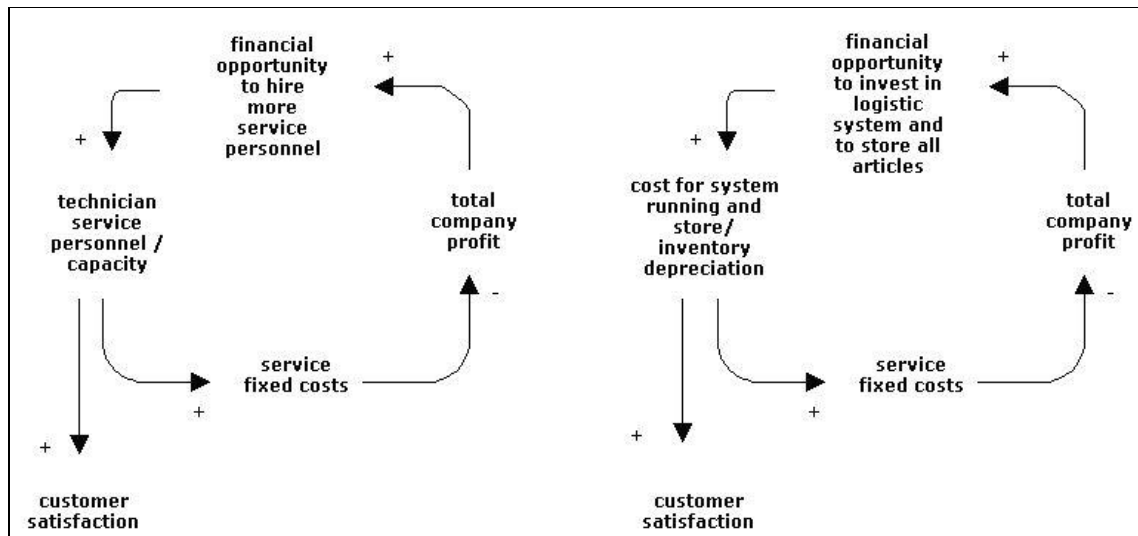 financial
opportunity
to hire
more
service
personnel
+
+
technician
service
personnel /
capacity
total
company
profit
-
service
fixed costs
+
+
customer
satisfaction
financial
opportunity
to invest in
logistic
system and
to store all
articles
+
+
cost for system
running and
store/
inventory
depreciation
total
company
profit
-
service
fixed costs
+
+
customer
satisfaction